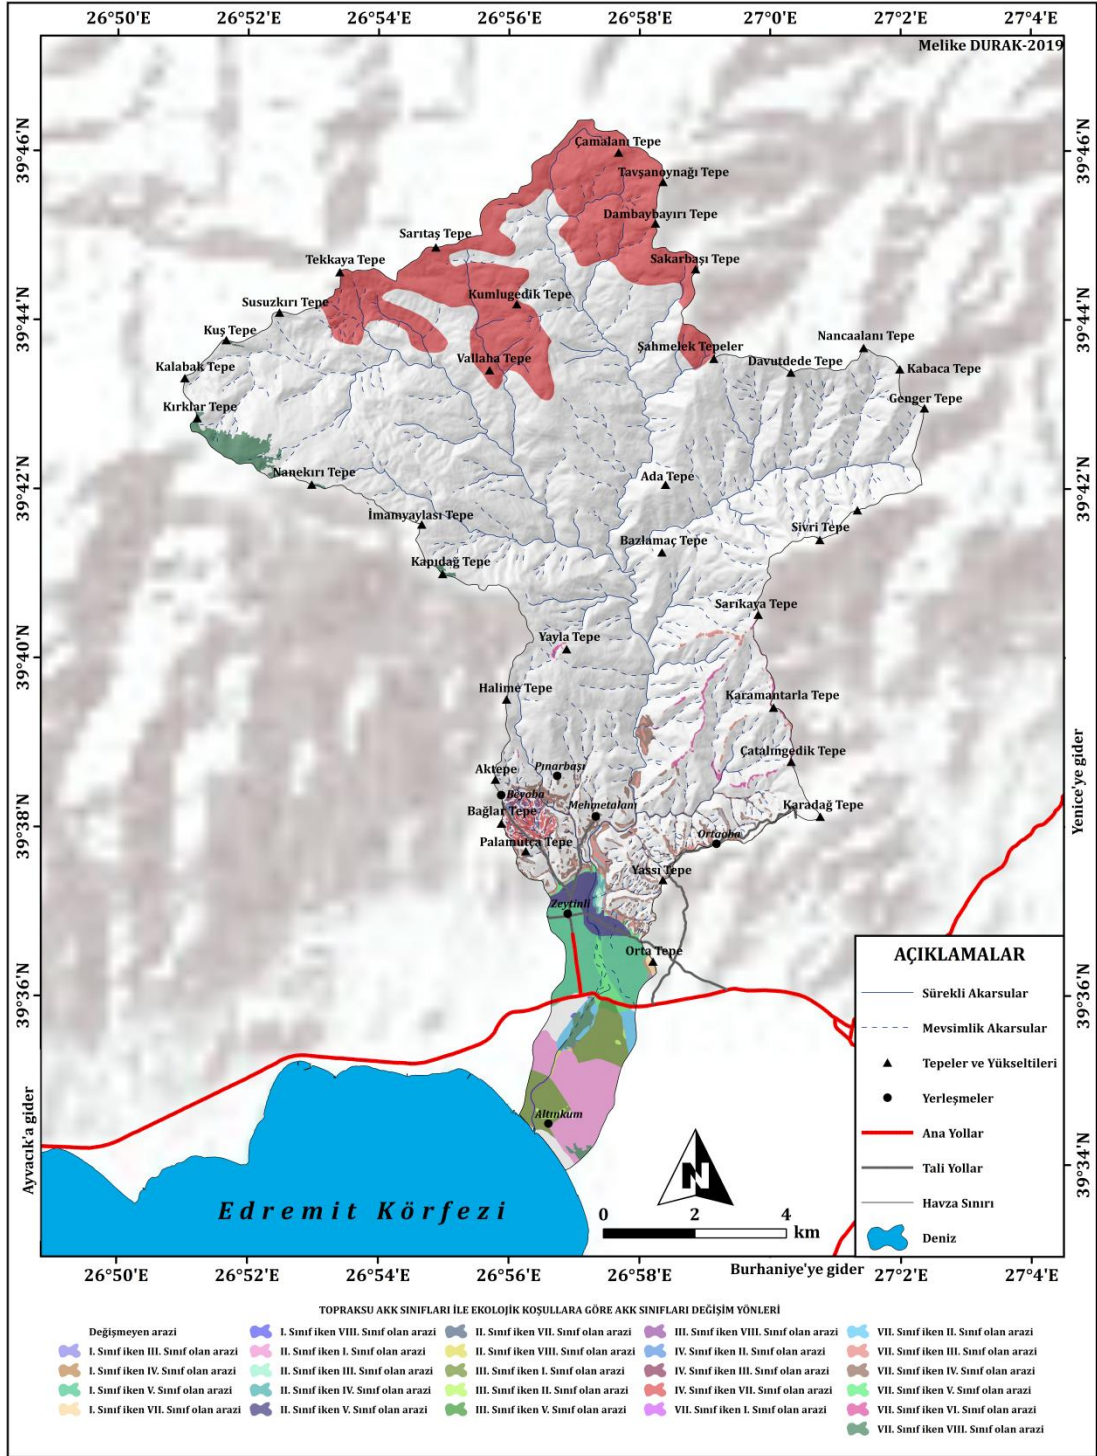 26°50'E 26°52'E 26°54'E 26°56'E 26°58'E 27°0'E 27°2'E 27°4'E
Melike DURAK-2019
39°46'N 39°46'N
Çamalanı Tepe
Tavşanoynağı Tepe
Dambaybayırı Tepe
Sarıtaş Tepe
Tekkaya Tepe
Sakarbaşı Tepe
Kumlugedik Tepe
Susuzkırı Tepe
39°44'N 39°44'N
Kuş Tepe
Nancaalanı Tepe
Şahmelek Tepeler
Vallaha Tepe
Davutdede Tepe
Kalabak Tepe
Kabaca Tepe
Genger Tepe
Kırklar Tepe
Nanekırı Tepe
Ada Tepe
39°42'N 39°42'N
İmamyaylası Tepe
Sivri Tepe
Bazlamaç Tepe
Kapıdağ Tepe
Sarıkaya Tepe
Yayla Tepe
39°40'N 39°40'N
Halime Tepe
Karamantarla Tepe
Çatalıngedik Tepe
Pınarbaşı
Aktepe
Beyoba
Mehmetalanı
Karadağ Tepe
Bağlar Tepe
39°38'N 39°38'N
Ortaoba
Palamutça Tepe
Yassı Tepe
Yenice'ye gider
Zeytinli
Orta Tepe
39°36'N 39°36'N
Altınkum
Ayvacık'a gider
39°34'N
Edremit Körfezi
N
0 2 4
km
Burhaniye'ye gider
AÇIKLAMALAR
Sürekli Akarsular
Mevsimlik Akarsular
Tepeler ve Yükseltileri
Yerleşmeler
Ana Yollar
Tali Yollar
Havza Sınırı
Deniz
26°50'E 26°52'E 26°54'E 26°56'E 26°58'E 27°2'E 27°4'E
TOPRAKSU AKK SINIFLARI İLE EKOLOJİK KOŞULLARA GÖRE AKK SINIFLARI DEĞİŞİM YÖNLERİ
Değişmeyen arazi
I. Sınıf iken III. Sınıf olan arazi
I. Sınıf iken IV. Sınıf olan arazi
I. Sınıf iken V. Sınıf olan arazi
I. Sınıf iken VII. Sınıf olan arazi
I. Sınıf iken VIII. Sınıf olan arazi
II. Sınıf iken I. Sınıf olan arazi
II. Sınıf iken III. Sınıf olan arazi
II. Sınıf iken IV. Sınıf olan arazi
II. Sınıf iken V. Sınıf olan arazi
II. Sınıf iken VII. Sınıf olan arazi
II. Sınıf iken VIII. Sınıf olan arazi
III. Sınıf iken I. Sınıf olan arazi
III. Sınıf iken II. Sınıf olan arazi
III. Sınıf iken V. Sınıf olan arazi
III. Sınıf iken VIII. Sınıf olan arazi
IV. Sınıf iken II. Sınıf olan arazi
IV. Sınıf iken III. Sınıf olan arazi
IV. Sınıf iken VII. Sınıf olan arazi
VII. Sınıf iken I. Sınıf olan arazi
VII. Sınıf iken II. Sınıf olan arazi
VII. Sınıf iken III. Sınıf olan arazi
VII. Sınıf iken IV. Sınıf olan arazi
VII. Sınıf iken V. Sınıf olan arazi
VII. Sınıf iken VI. Sınıf olan arazi
VII. Sınıf iken VIII. Sınıf olan arazi